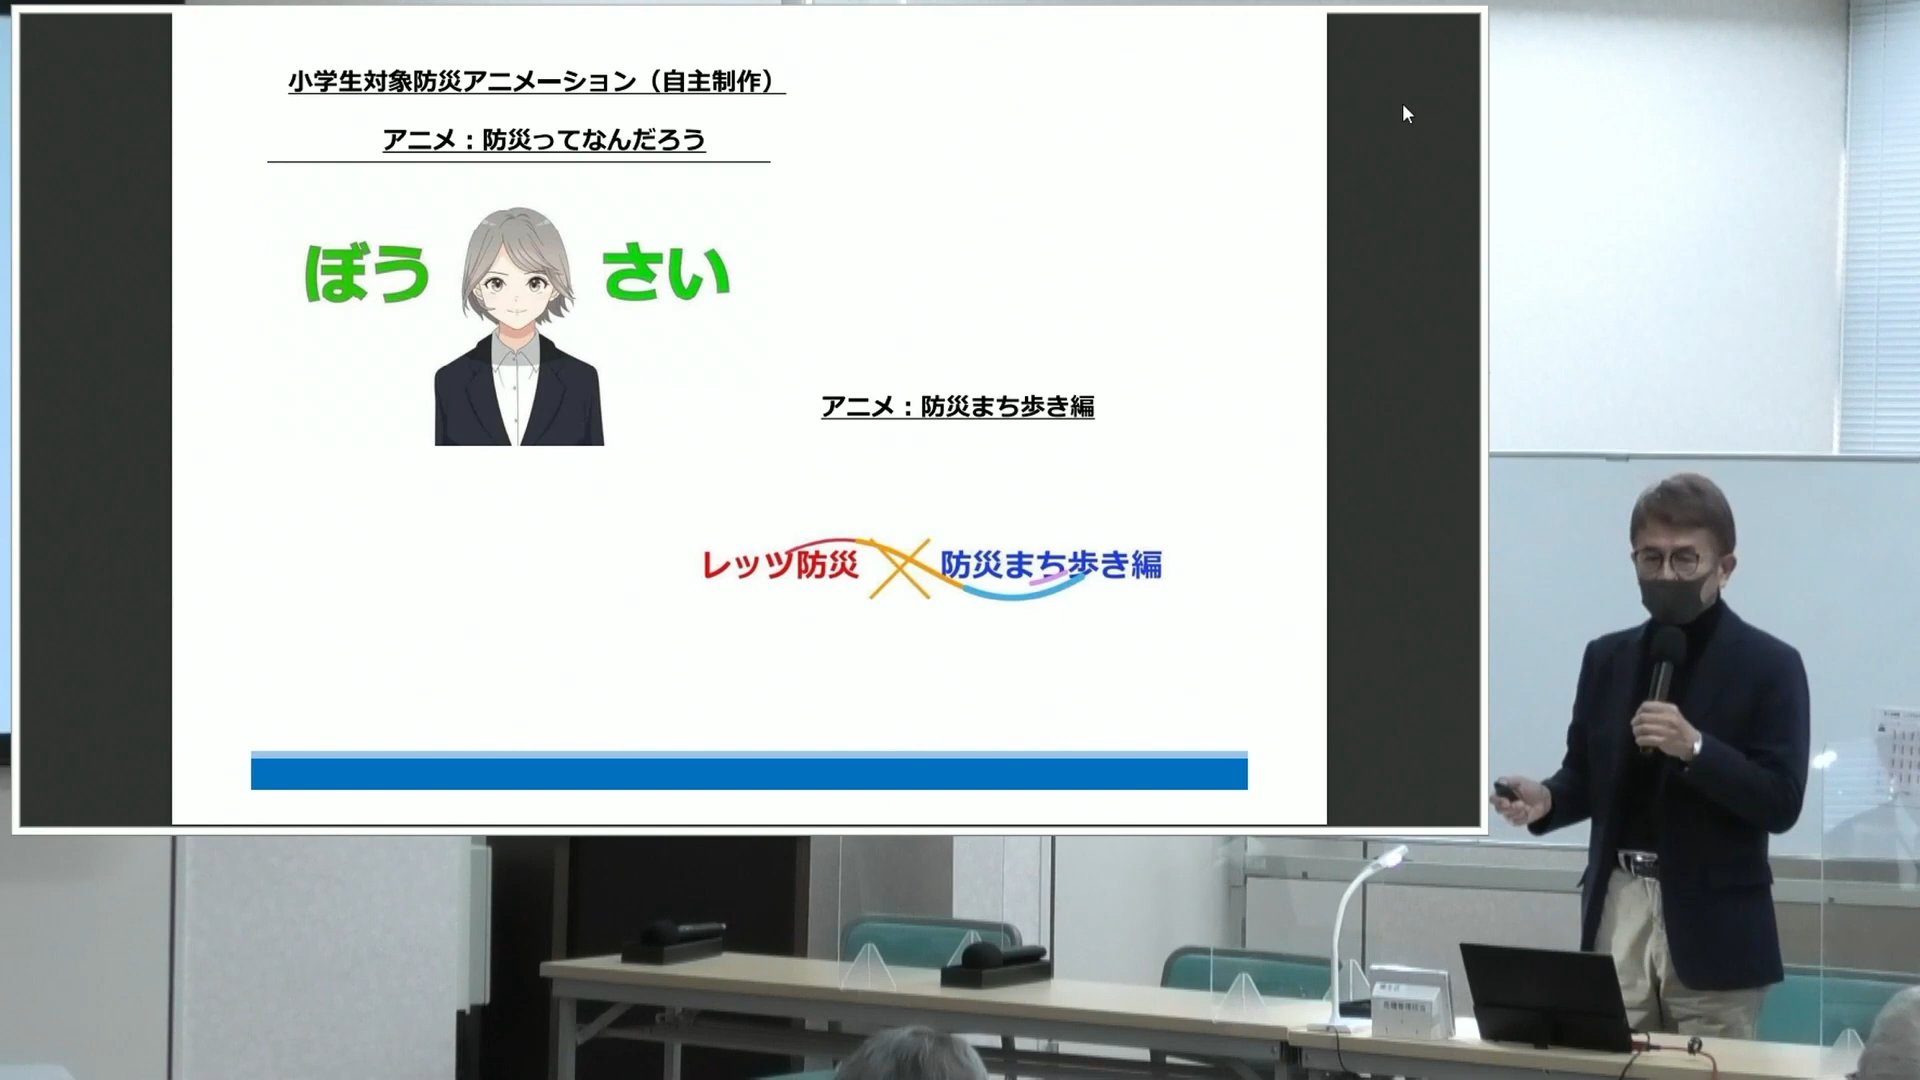 小学生対象防災アニメーション（自主制作）
アニメ：防災ってなんだろう
ぼう さい
アニメ：防災まち歩き編
レッツ防災 防災まち歩き編